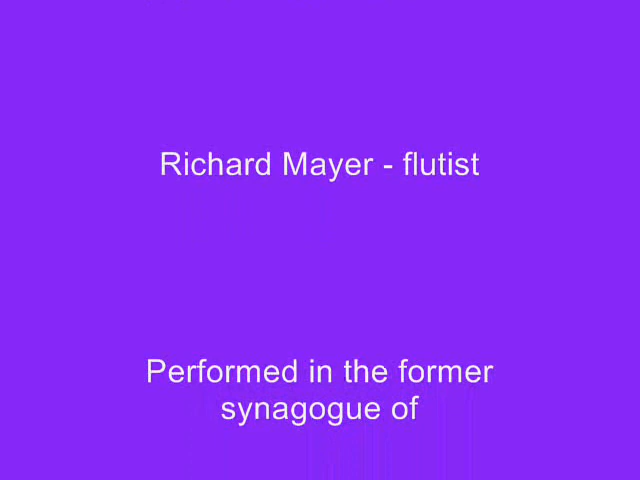 Richard Mayer - flutist
Performed in the former
synagogue of